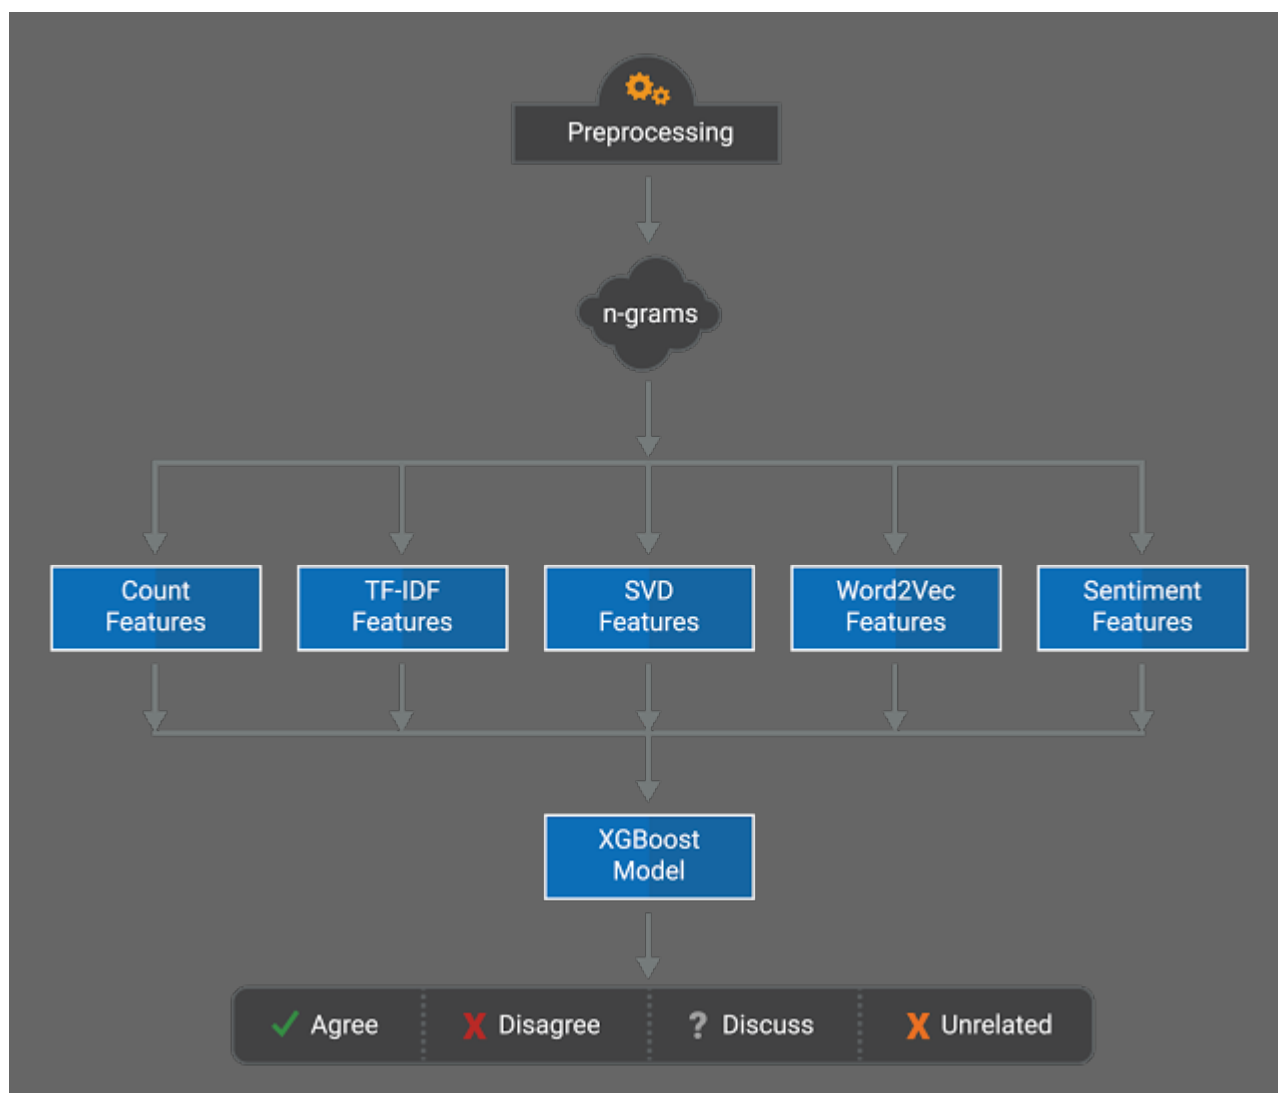 Preprocessing
n-grams
Count
Features
TF-IDF
Features
SVD
Features
Word2Vec
Features
Sentiment
Features
XGBoost
Model
Agree
Disagree
? Discuss
Unrelated